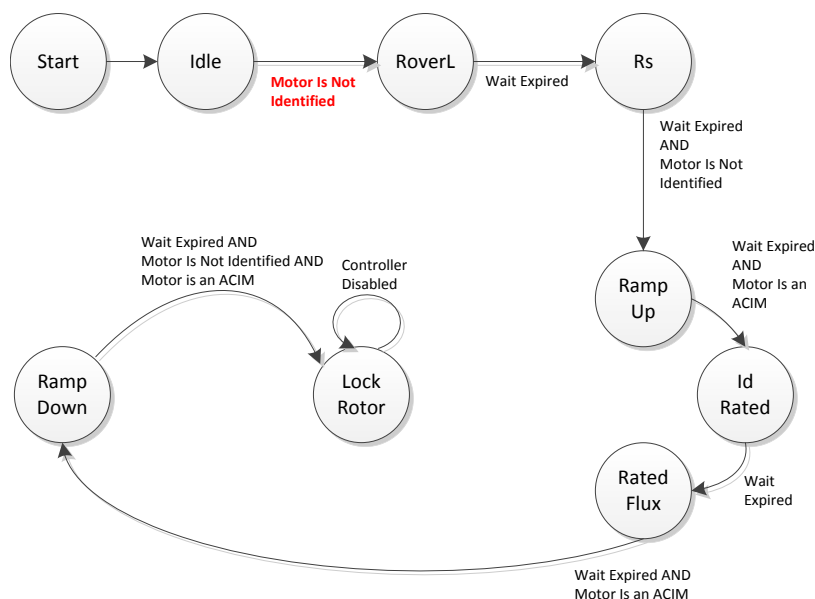 Start
Idle
Motor Is Not
Identified
RoverL
Wait Expired
Rs
Wait Expired
AND
Motor Is Not
Identified
Ramp
Up
Wait Expired
AND
Motor Is an
ACIM
Id
Rated
Wait
Expired
Rated
Flux
Wait Expired AND
Motor Is an ACIM
Ramp
Down
Wait Expired AND
Motor Is Not Identified AND
Motor is an ACIM
Controller
Disabled
Lock
Rotor